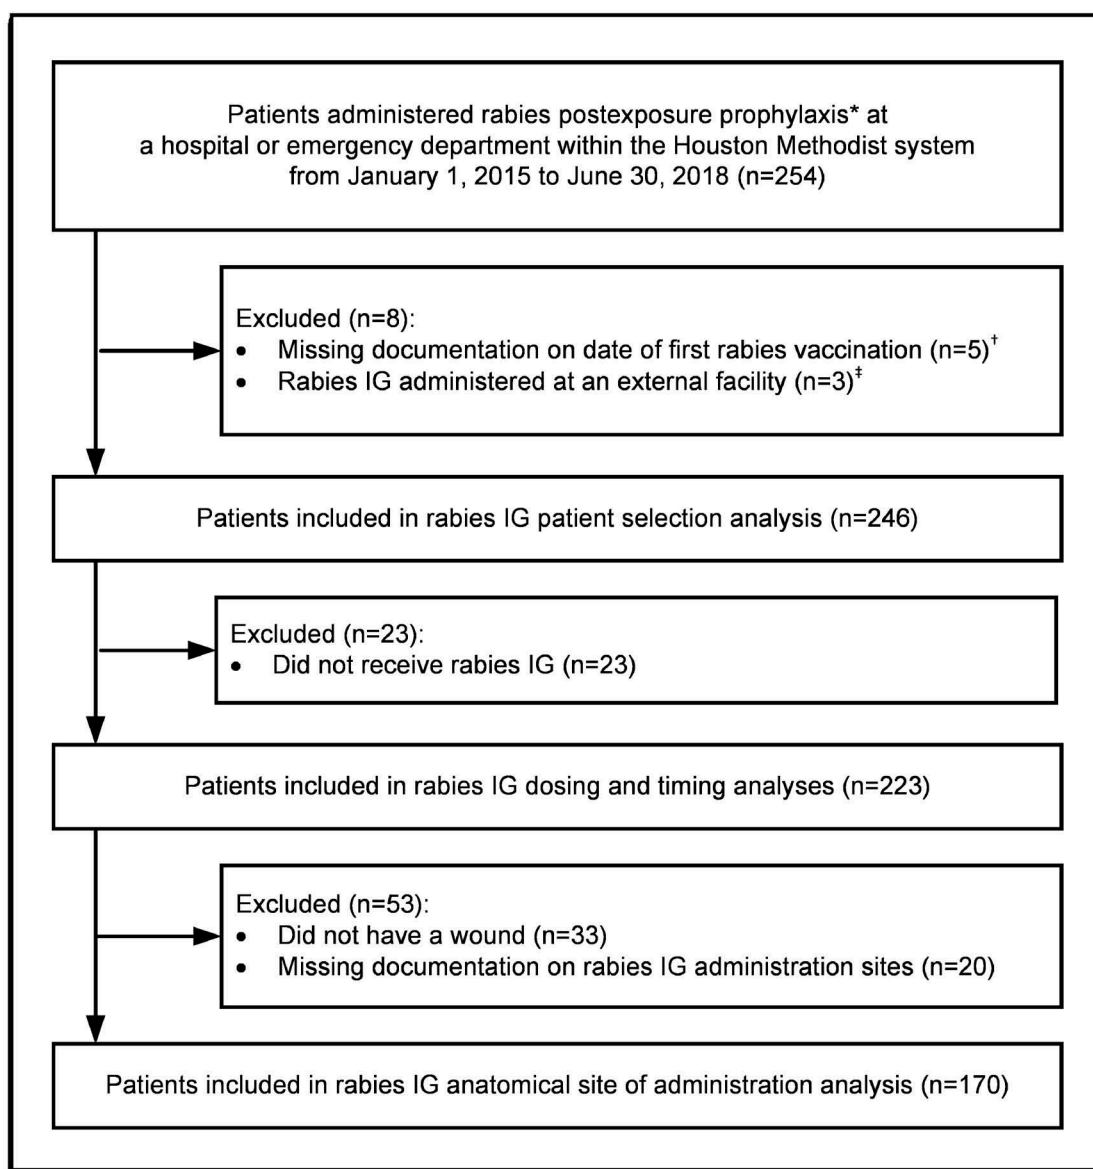 Patients administered rabies postexposure prophylaxis* at
a hospital or emergency department within the Houston Methodist system
from January 1, 2015 to June 30, 2018 (n=254)
Excluded (n=8):
• Missing documentation on date of first rabies vaccination (n=5)†
• Rabies IG administered at an external facility (n=3)‡
Patients included in rabies IG patient selection analysis (n=246)
Excluded (n=23):
• Did not receive rabies IG (n=23)
Patients included in rabies IG dosing and timing analyses (n=223)
Excluded (n=53):
• Did not have a wound (n=33)
• Missing documentation on rabies IG administration sites (n=20)
Patients included in rabies IG anatomical site of administration analysis (n=170)